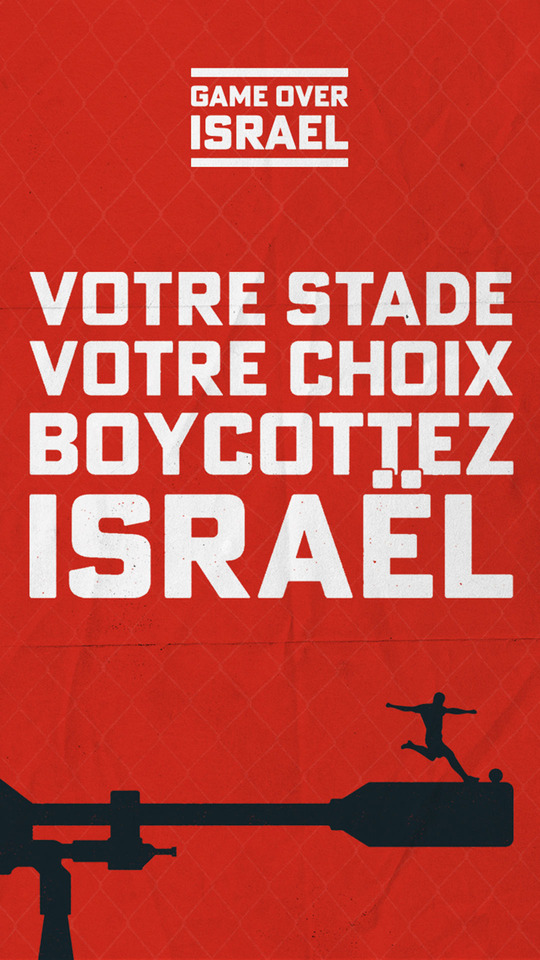 GAME OVER
ISRAEL
VOTRE STADE
VOTRE CHOIX
BOYCOTTEZ
ISRAËL